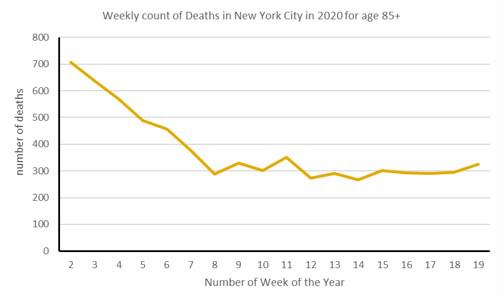 Weekly count of Deaths in New York City in 2020 for age 85+
number of deaths
800
700
600
500
400
300
200
100
0
2 3 4 5 6 7 8 9 10 11 12 13 14 15 16 17 18 19
Number of Week of the Year